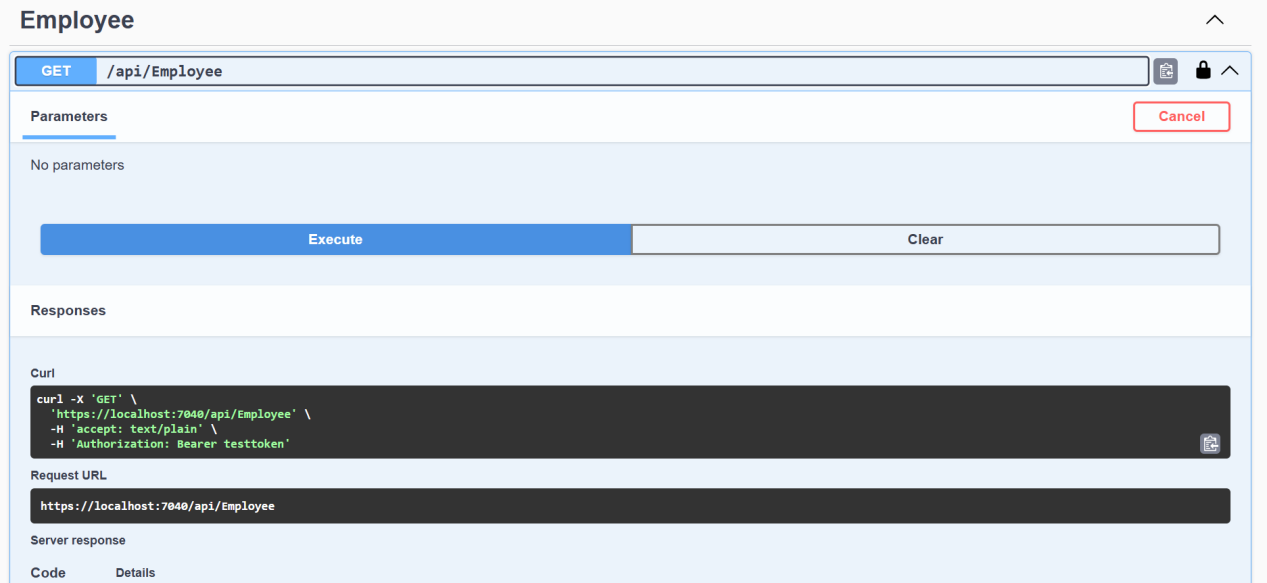 Employee
GET /api/Employee
Parameters Cancel
No parameters
Execute Clear
Responses
Curl
curl -X 'GET' \
  'https://localhost:7040/api/Employee' \
  -H 'accept: text/plain' \
  -H 'Authorization: Bearer testtoken'
Request URL
https://localhost:7040/api/Employee
Server response
Code Details